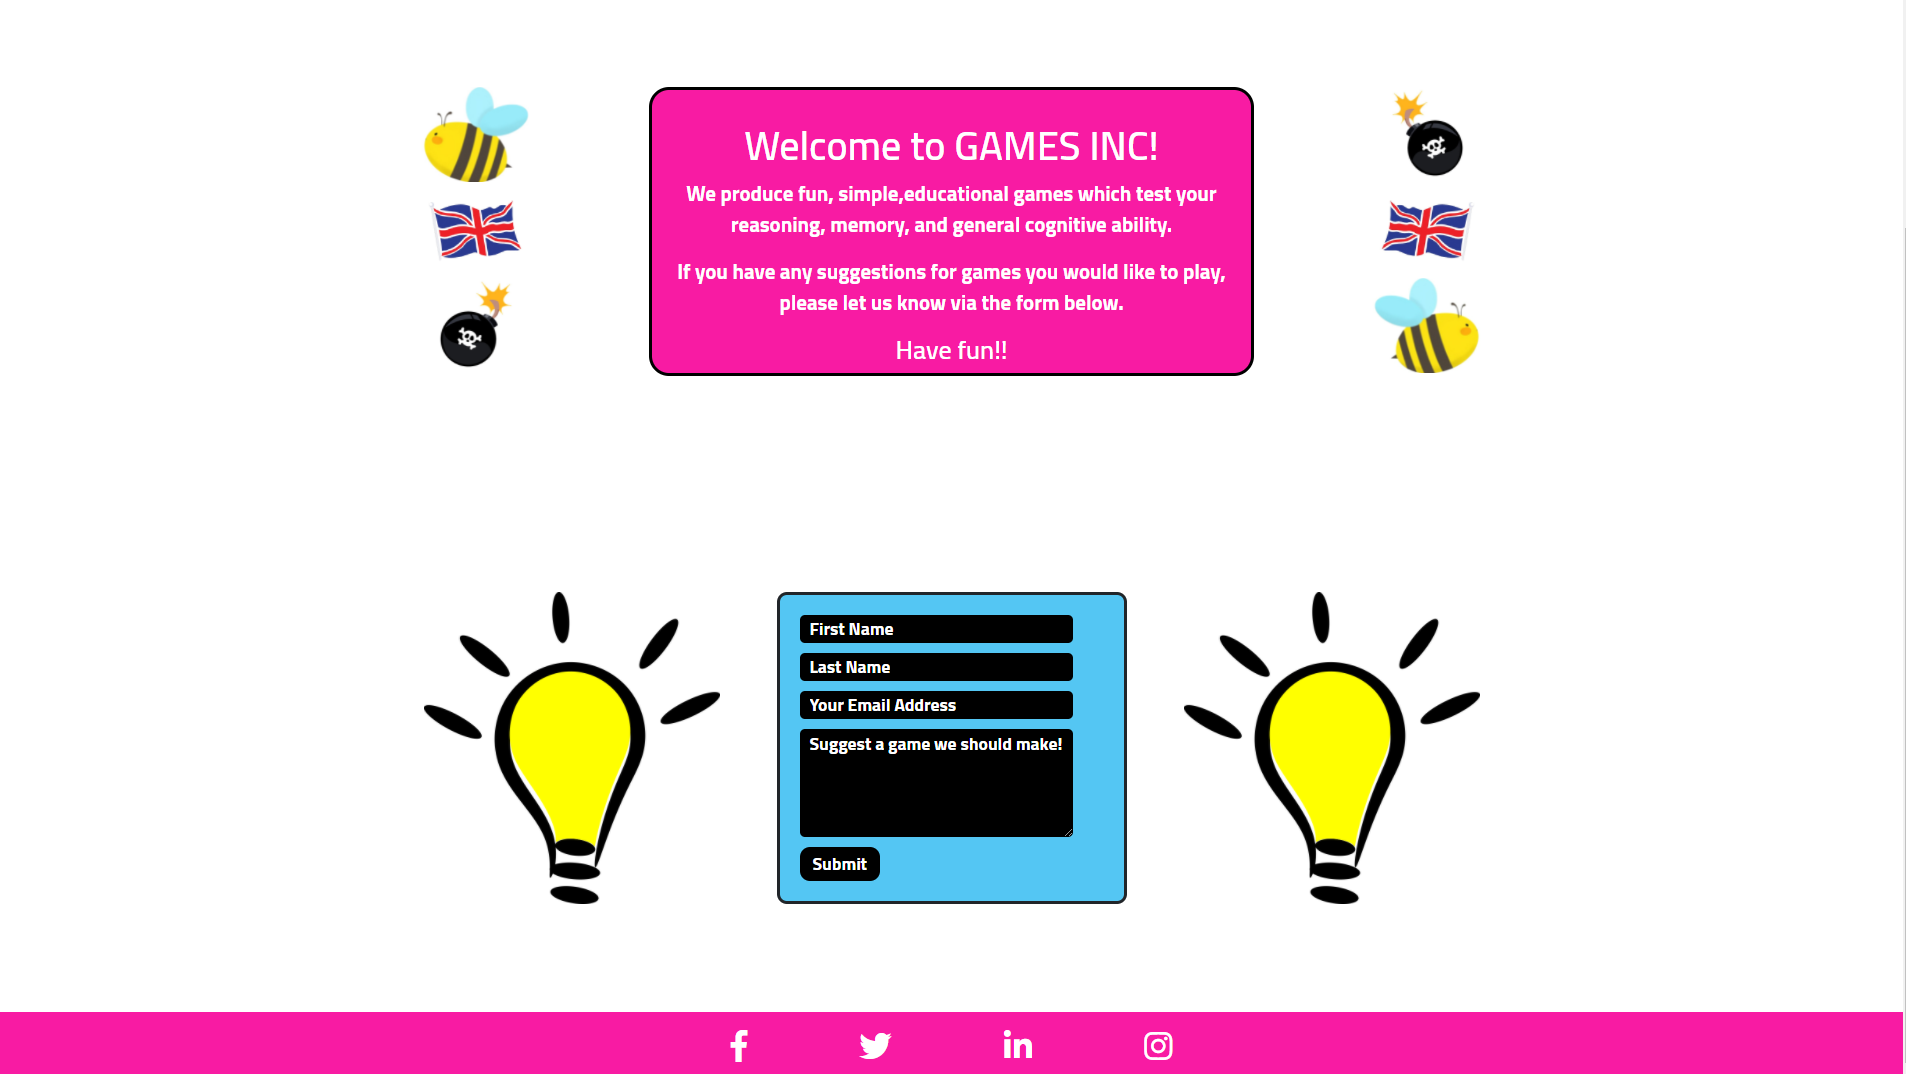 Welcome to GAMES INC!
We produce fun, simple,educational games which test your
reasoning, memory, and general cognitive ability.
If you have any suggestions for games you would like to play,
please let us know via the form below.
Have fun!!
First Name
Last Name
Your Email Address
Suggest a game we should make!
Submit